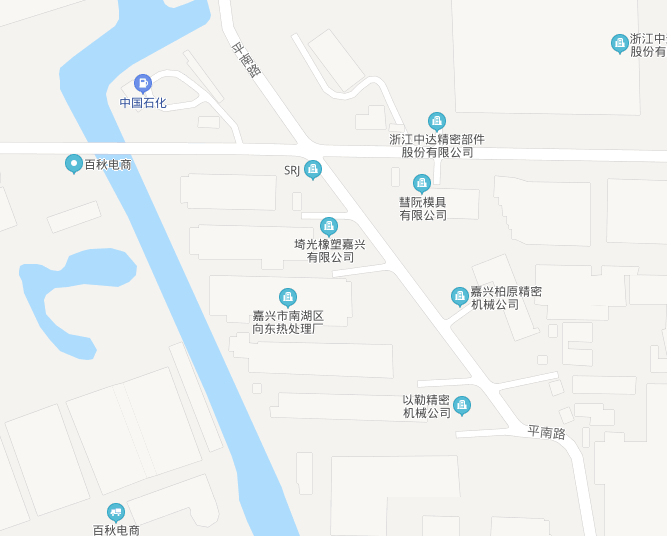 浙江中
股份有
平南路
中国石化
浙江中达精密部件
股份有限公司
百秋电商
SRJ
彗阮模具
有限公司
埼光橡塑嘉兴
有限公司
嘉兴柏原精密
机械公司
嘉兴市南湖区
向东热处理厂
以勒精密
机械公司
平南路
百秋电商